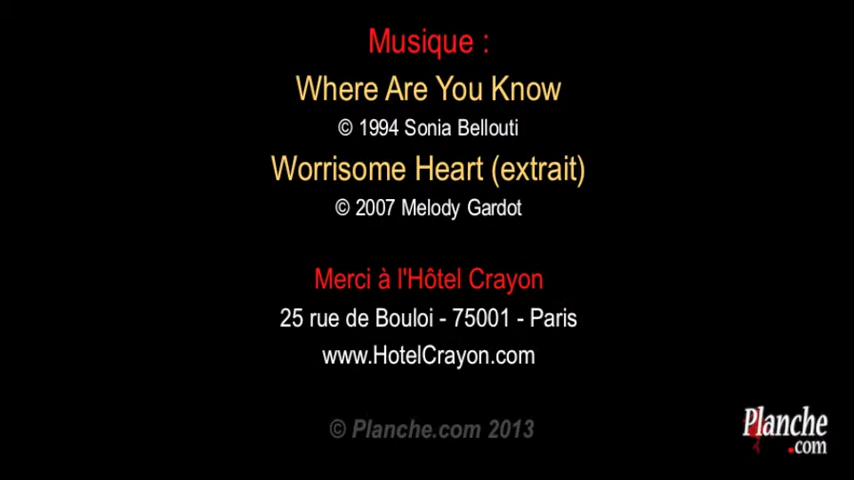 Musique :
Where Are You Know
© 1994 Sonia Bellouti
Worrisome Heart (extrait)
© 2007 Melody Gardot
Merci à l'Hôtel Crayon
25 rue de Bouloi - 75001 - Paris
www.HotelCrayon.com
© Planche.com 2013
Planche
.com